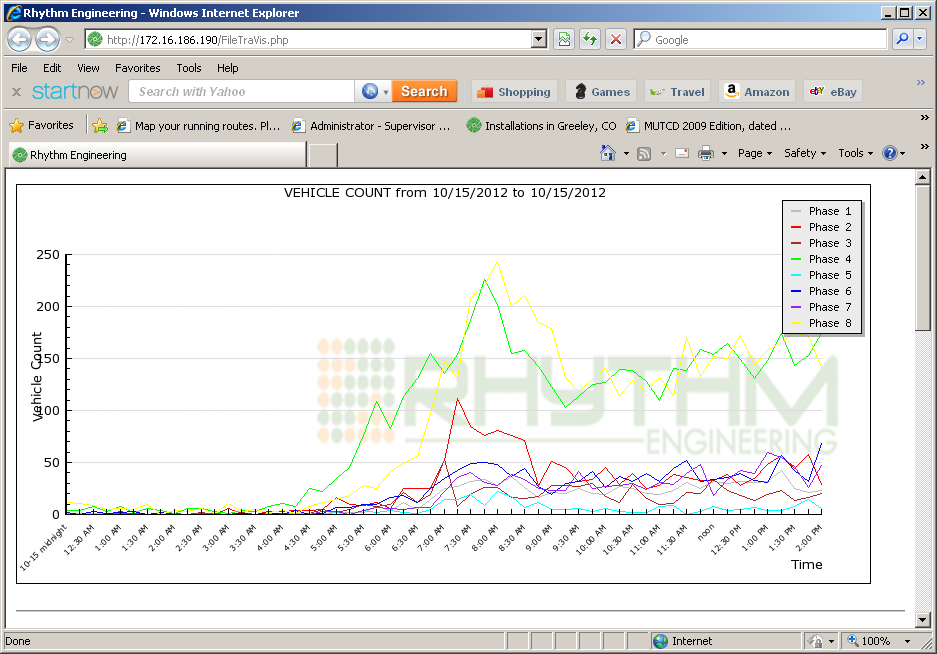 Rhythm Engineering - Windows Internet Explorer
http://172.16.186.190/FileTraVis.php
Google
File Edit View Favorites Tools Help
startnow Search with Yahoo Search Shopping Games Travel Amazon eBay
Favorites Map your running routes. Pl... Administrator - Supervisor ... Installations in Greeley, CO MUTCD 2009 Edition, dated ...
Rhythm Engineering Page Safety Tools
VEHICLE COUNT from 10/15/2012 to 10/15/2012
Phase 1
Phase 2
Phase 3
Phase 4
Phase 5
Phase 6
Phase 7
Phase 8
250
200
150
100
50
0
Vehicle Count
RHYTHM
ENGINEERING
10-15 midnight
12:30 AM
1:00 AM
1:30 AM
2:00 AM
2:30 AM
3:00 AM
3:30 AM
4:00 AM
4:30 AM
5:00 AM
5:30 AM
6:00 AM
6:30 AM
7:00 AM
7:30 AM
8:00 AM
8:30 AM
9:00 AM
9:30 AM
10:00 AM
10:30 AM
11:00 AM
11:30 AM
noon
12:30 PM
1:00 PM
1:30 PM
2:00 PM
Time
Done Internet 100%